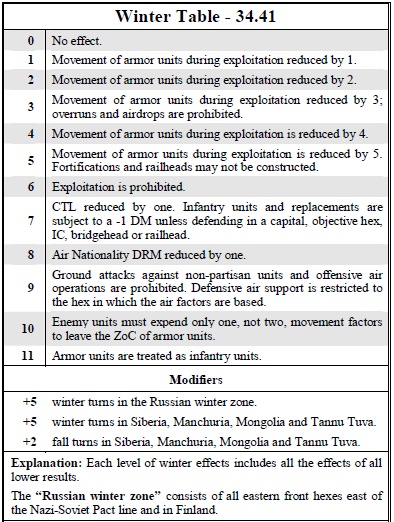 Winter Table - 34.41
0 No effect.
1 Movement of armor units during exploitation reduced by 1.
2 Movement of armor units during exploitation reduced by 2.
3 Movement of armor units during exploitation reduced by 3;
overruns and airdrops are prohibited.
4 Movement of armor units during exploitation is reduced by 4.
5 Movement of armor units during exploitation is reduced by 5.
Fortifications and railheads may not be constructed.
6 Exploitation is prohibited.
7 CTL reduced by one. Infantry units and replacements are
subject to a -1 DM unless defending in a capital, objective hex,
IC, bridgehead or railhead.
8 Air Nationality DRM reduced by one.
9 Ground attacks against non-partisan units and offensive air
operations are prohibited. Defensive air support is restricted to
the hex in which the air factors are based.
10 Enemy units must expend only one, not two, movement factors
to leave the ZoC of armor units.
11 Armor units are treated as infantry units.
Modifiers
+5 winter turns in the Russian winter zone.
+5 winter turns in Siberia, Manchuria, Mongolia and Tannu Tuva.
+2 fall turns in Siberia, Manchuria, Mongolia and Tannu Tuva.
Explanation: Each level of winter effects includes all the effects of all
lower results.
The “Russian winter zone” consists of all eastern front hexes east of
the Nazi-Soviet Pact line and in Finland.